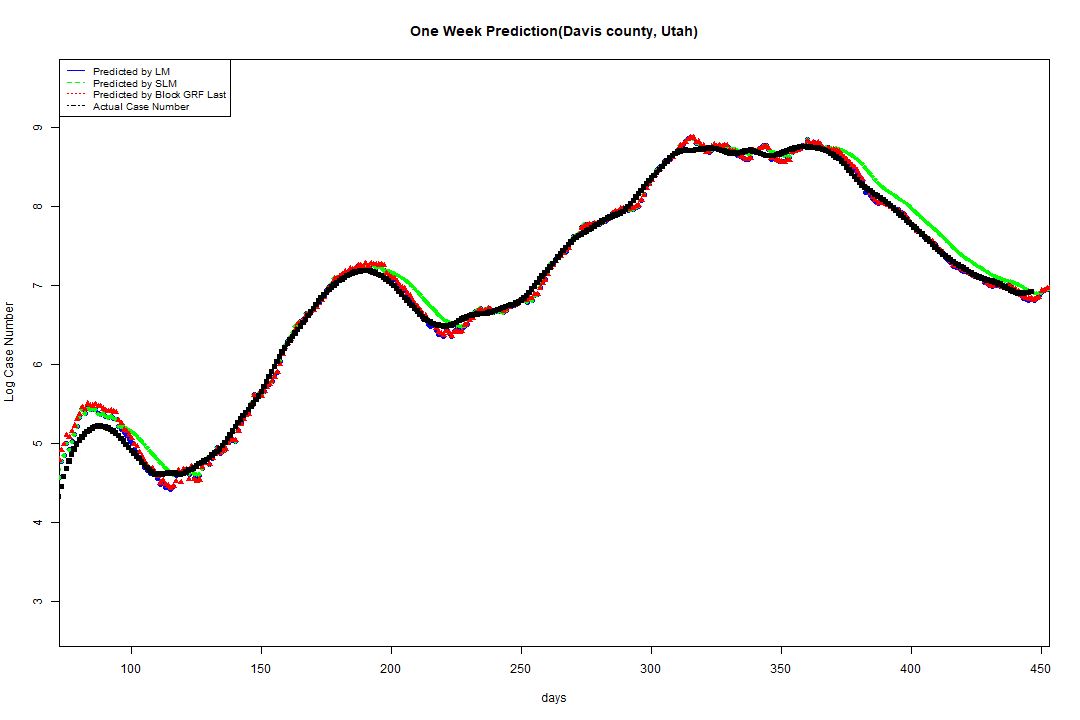 One Week Prediction(Davis county, Utah)
Predicted by LM
Predicted by SLM
Predicted by Block GRF Last
Actual Case Number
9
8
7
6
5
4
3
Log Case Number
100 150 200 250 300 350 400 450
days